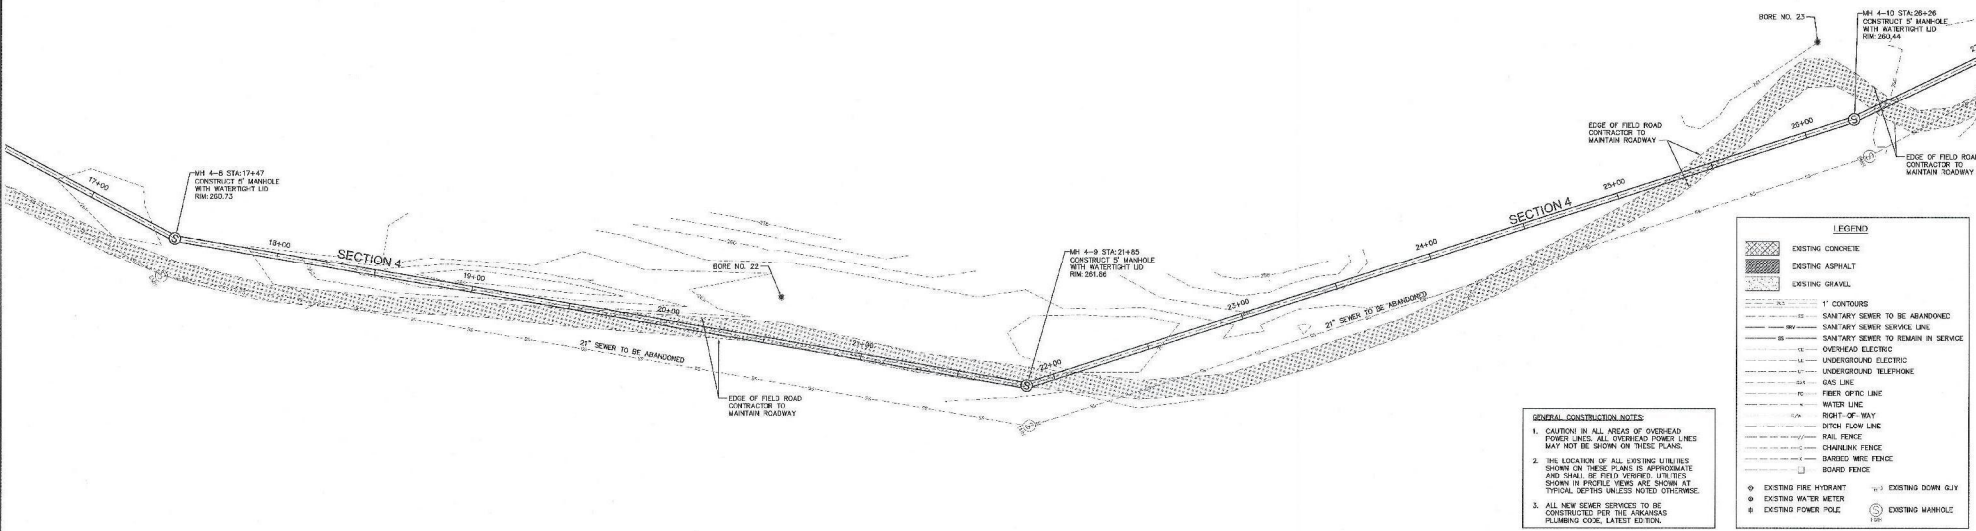 BORE NO. 23
MH 4-10 STA:26+26
CONSTRUCT 5' MANHOLE
WITH WATERTIGHT LID
RIM:260.44
17+00
MH 4-8 STA:17+47
CONSTRUCT 5' MANHOLE
WITH WATERTIGHT LID
RIM:260.73
18+00
SECTION 4
19+00
20+00
21" SEWER TO BE ABANDONED
BORE NO. 22
EDGE OF FIELD ROAD
CONTRACTOR TO
MAINTAIN ROADWAY
21+00
MH 4-9 STA:21+85
CONSTRUCT 5' MANHOLE
WITH WATERTIGHT LID
RIM:261.86
22+00
23+00
21" SEWER TO BE ABANDONED
24+00
SECTION 4
25+00
EDGE OF FIELD ROAD
CONTRACTOR TO
MAINTAIN ROADWAY
26+00
EDGE OF FIELD ROAD
CONTRACTOR TO
MAINTAIN ROADWAY
GENERAL CONSTRUCTION NOTES:
1. CAUTION! IN ALL AREAS OF OVERHEAD
POWER LINES. ALL OVERHEAD POWER LINES
MAY NOT BE SHOWN ON THESE PLANS.
2. THE LOCATION OF ALL EXISTING UTILITIES
SHOWN ON THESE PLANS IS APPROXIMATE
AND SHALL BE FIELD VERIFIED. UTILITIES
SHOWN IN PROFILE VIEWS ARE SHOWN AT
TYPICAL DEPTHS UNLESS NOTED OTHERWISE.
3. ALL NEW SEWER SERVICES TO BE
CONSTRUCTED PER THE ARKANSAS
PLUMBING CODE, LATEST EDITION.
LEGEND
EXISTING CONCRETE
EXISTING ASPHALT
EXISTING GRAVEL
1' CONTOURS
SANITARY SEWER TO BE ABANDONED
SANITARY SEWER SERVICE LINE
SANITARY SEWER TO REMAIN IN SERVICE
OVERHEAD ELECTRIC
UNDERGROUND ELECTRIC
UNDERGROUND TELEPHONE
GAS LINE
FIBER OPTIC LINE
WATER LINE
RIGHT-OF-WAY
DITCH FLOW LINE
RAIL FENCE
CHAINLINK FENCE
BARBED WIRE FENCE
BOARD FENCE
EXISTING FIRE HYDRANT
EXISTING DOWN GUY
EXISTING WATER METER
EXISTING POWER POLE
EXISTING MANHOLE